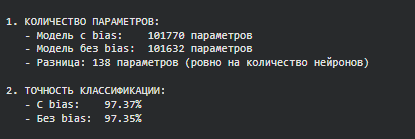 1. КОЛИЧЕСТВО ПАРАМЕТРОВ:
- Модель с bias: 101770 параметров
- Модель без bias: 101632 параметров
- Разница: 138 параметров (ровно на количество нейронов)
2. ТОЧНОСТЬ КЛАССИФИКАЦИИ:
- С bias: 97.37%
- Без bias: 97.35%